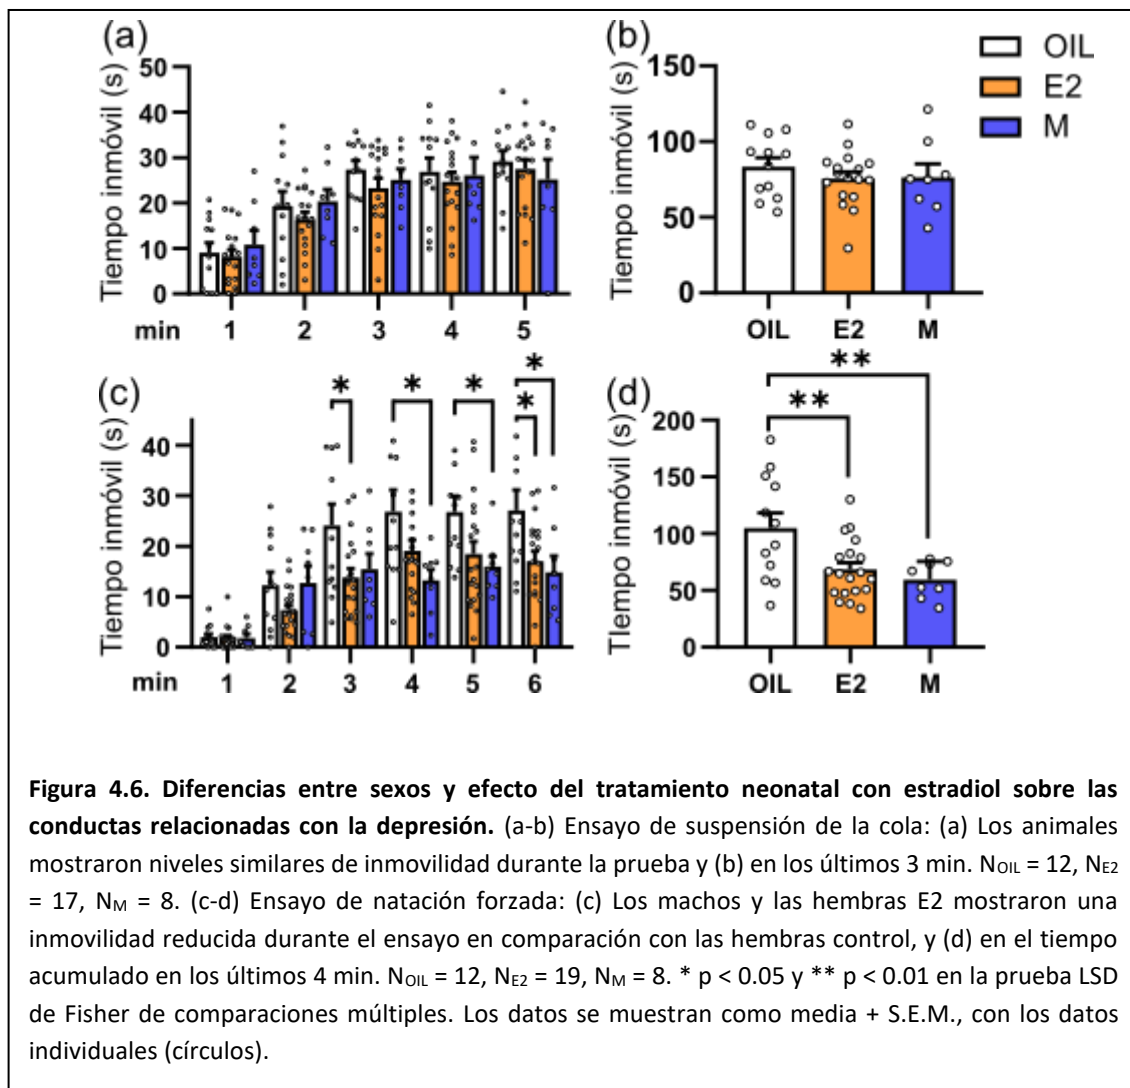 (a)
Tiempo inmóvil (s)
50
40
30
20
10
0
min 1 2 3 4 5
(b)
Tiempo inmóvil (s)
150
100
50
0
OIL E2 M
OIL
E2
M
(c)
Tiempo inmóvil (s)
40
30
20
10
0
* * * * *
min 1 2 3 4 5 6
(d)
TIempo inmóvil (s)
200
150
100
50
0
**
**
OIL E2 M
Figura 4.6. Diferencias entre sexos y efecto del tratamiento neonatal con estradiol sobre las
conductas relacionadas con la depresión. (a-b) Ensayo de suspensión de la cola: (a) Los animales
mostraron niveles similares de inmovilidad durante la prueba y (b) en los últimos 3 min. NOIL = 12, NE2
= 17, NM = 8. (c-d) Ensayo de natación forzada: (c) Los machos y las hembras E2 mostraron una
inmovilidad reducida durante el ensayo en comparación con las hembras control, y (d) en el tiempo
acumulado en los últimos 4 min. NOIL = 12, NE2 = 19, NM = 8. * p < 0.05 y ** p < 0.01 en la prueba LSD
de Fisher de comparaciones múltiples. Los datos se muestran como media + S.E.M., con los datos
individuales (círculos).